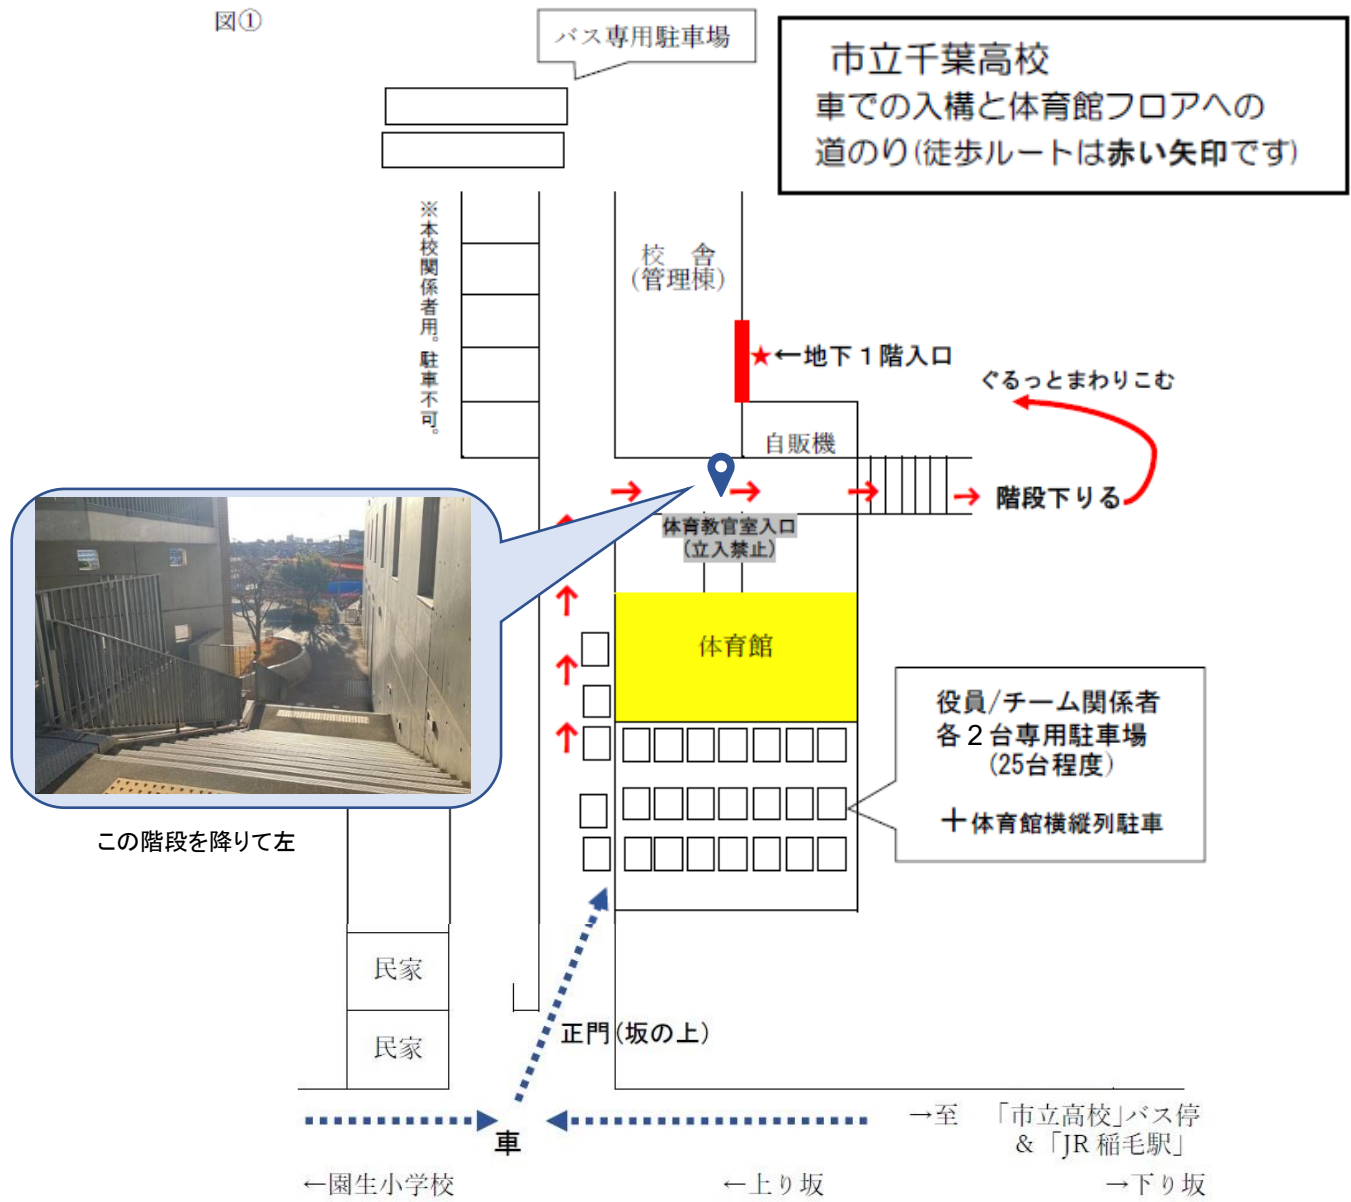 図①
バス専用駐車場
市立千葉高校
車での入構と体育館フロアへの
道のり(徒歩ルートは赤い矢印です)
※本校関係者用。駐車不可。
校　舎
(管理棟)
★←地下１階入口
ぐるっとまわりこむ
自販機
階段下りる
体育教官室入口
(立入禁止)
体育館
役員/チーム関係者
各２台専用駐車場
(25台程度)
＋体育館横縦列駐車
この階段を降りて左
民家
民家
正門(坂の上)
車
→至　「市立高校」バス停
&「JR 稲毛駅」
←園生小学校
←上り坂
→下り坂